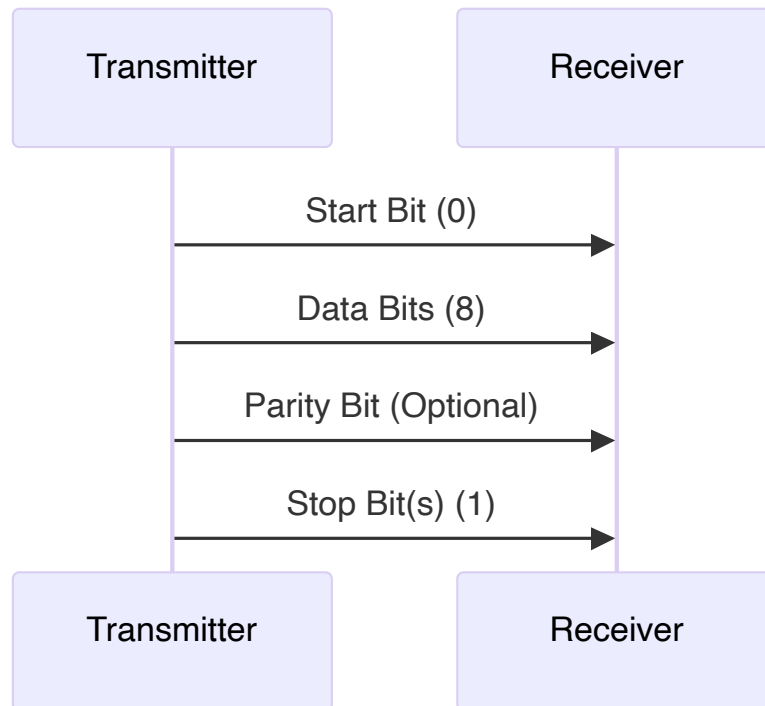 Transmitter
Receiver
Start Bit (0)
Data Bits (8)
Parity Bit (Optional)
Stop Bit(s) (1)
Transmitter
Receiver